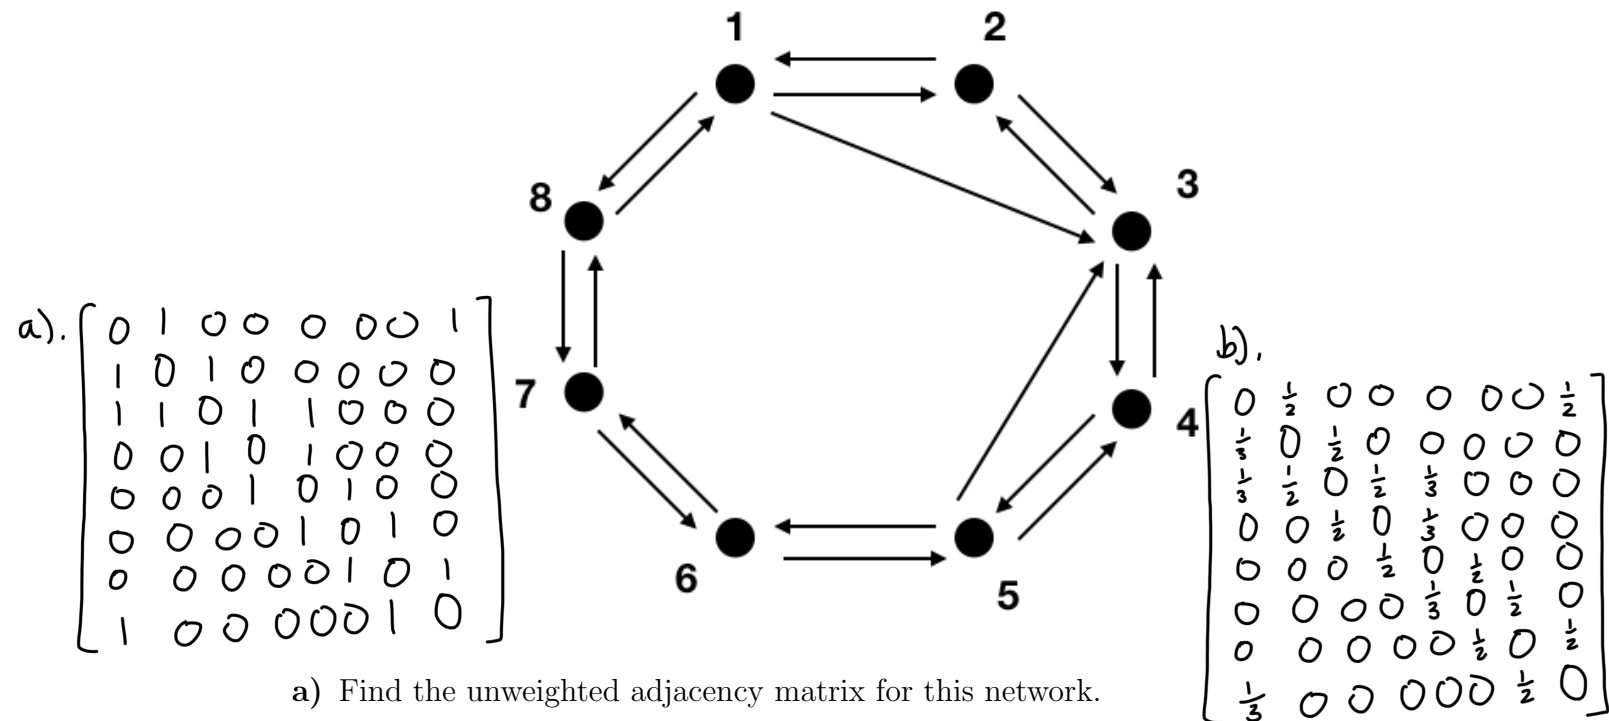 1
2
3
8
a).
0 1 0 0 0 0 0 1
1 0 1 0 0 0 0 0
1 1 0 1 1 0 0 0
0 0 1 0 1 0 0 0
0 0 0 1 0 1 0 0
0 0 0 0 1 0 1 0
0 0 0 0 0 1 0 1
1 0 0 0 0 0 1 0
7
4
6
5
b).
0 1/2 0 0 0 0 0 1/2
1/3 0 1/2 0 0 0 0 0
1/3 1/2 0 1/2 1/3 0 0 0
0 0 1/2 0 1/3 0 0 0
0 0 0 1/2 0 1/2 0 0
0 0 0 0 1/3 0 1/2 0
0 0 0 0 0 1/2 0 1/2
1/3 0 0 0 0 0 1/2 0
a) Find the unweighted adjacency matrix for this network.